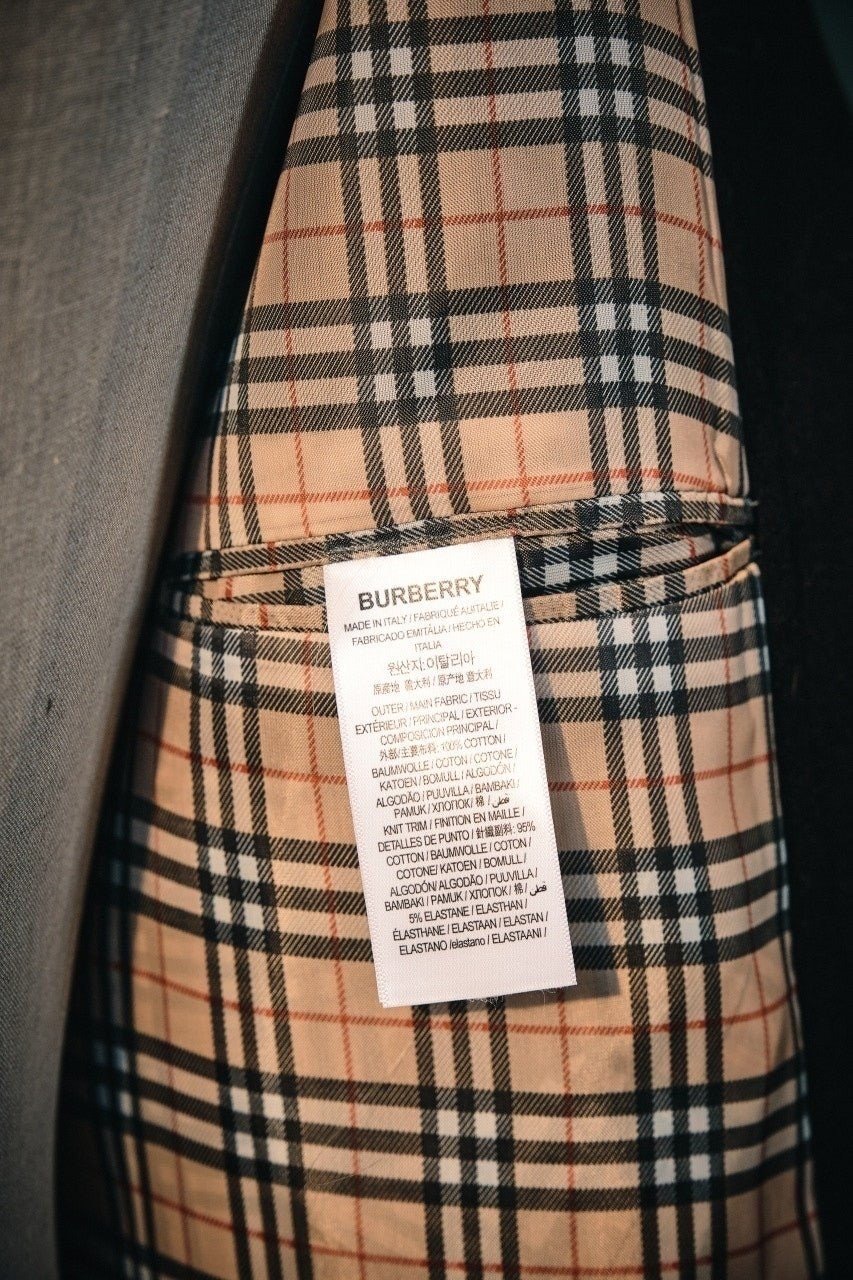 BURBERRY
MADE IN ITALY / FABRIQUÉ AUITALIE /
FABRICADO EMITÁLIA / HECHO EN
ITALIA
원산지:이탈리아
原産地 意大利 / 原产地 意大利
OUTER / MAIN FABRIC / TISSU
EXTÉRIEUR / PRINCIPAL / EXTERIOR -
COMPOSICION PRINCIPAL /
外部/主要布料: 100% COTTON /
BAUMWOLLE / COTON / COTONE /
KATOEN / BOMULL / ALGODÓN /
ALGODÃO / PUUVILLA / BAMBAKI /
PAMUK / ХЛОПОК / 棉 / قطن /
KNIT TRIM / FINITION EN MAILLE /
DETALLES DE PUNTO / 針織副料: 95%
COTTON / BAUMWOLLE / COTON /
COTONE/ KATOEN / BOMULL /
ALGODÓN/ ALGODÃO / PUUVILLA /
BAMBAKI / PAMUK / ХЛОПОК / 棉 / قطن /
5% ELASTANE / ELASTHAN /
ÉLASTHANE / ELASTAAN / ELASTAN /
ELASTANO /elastano / ELASTAANI /